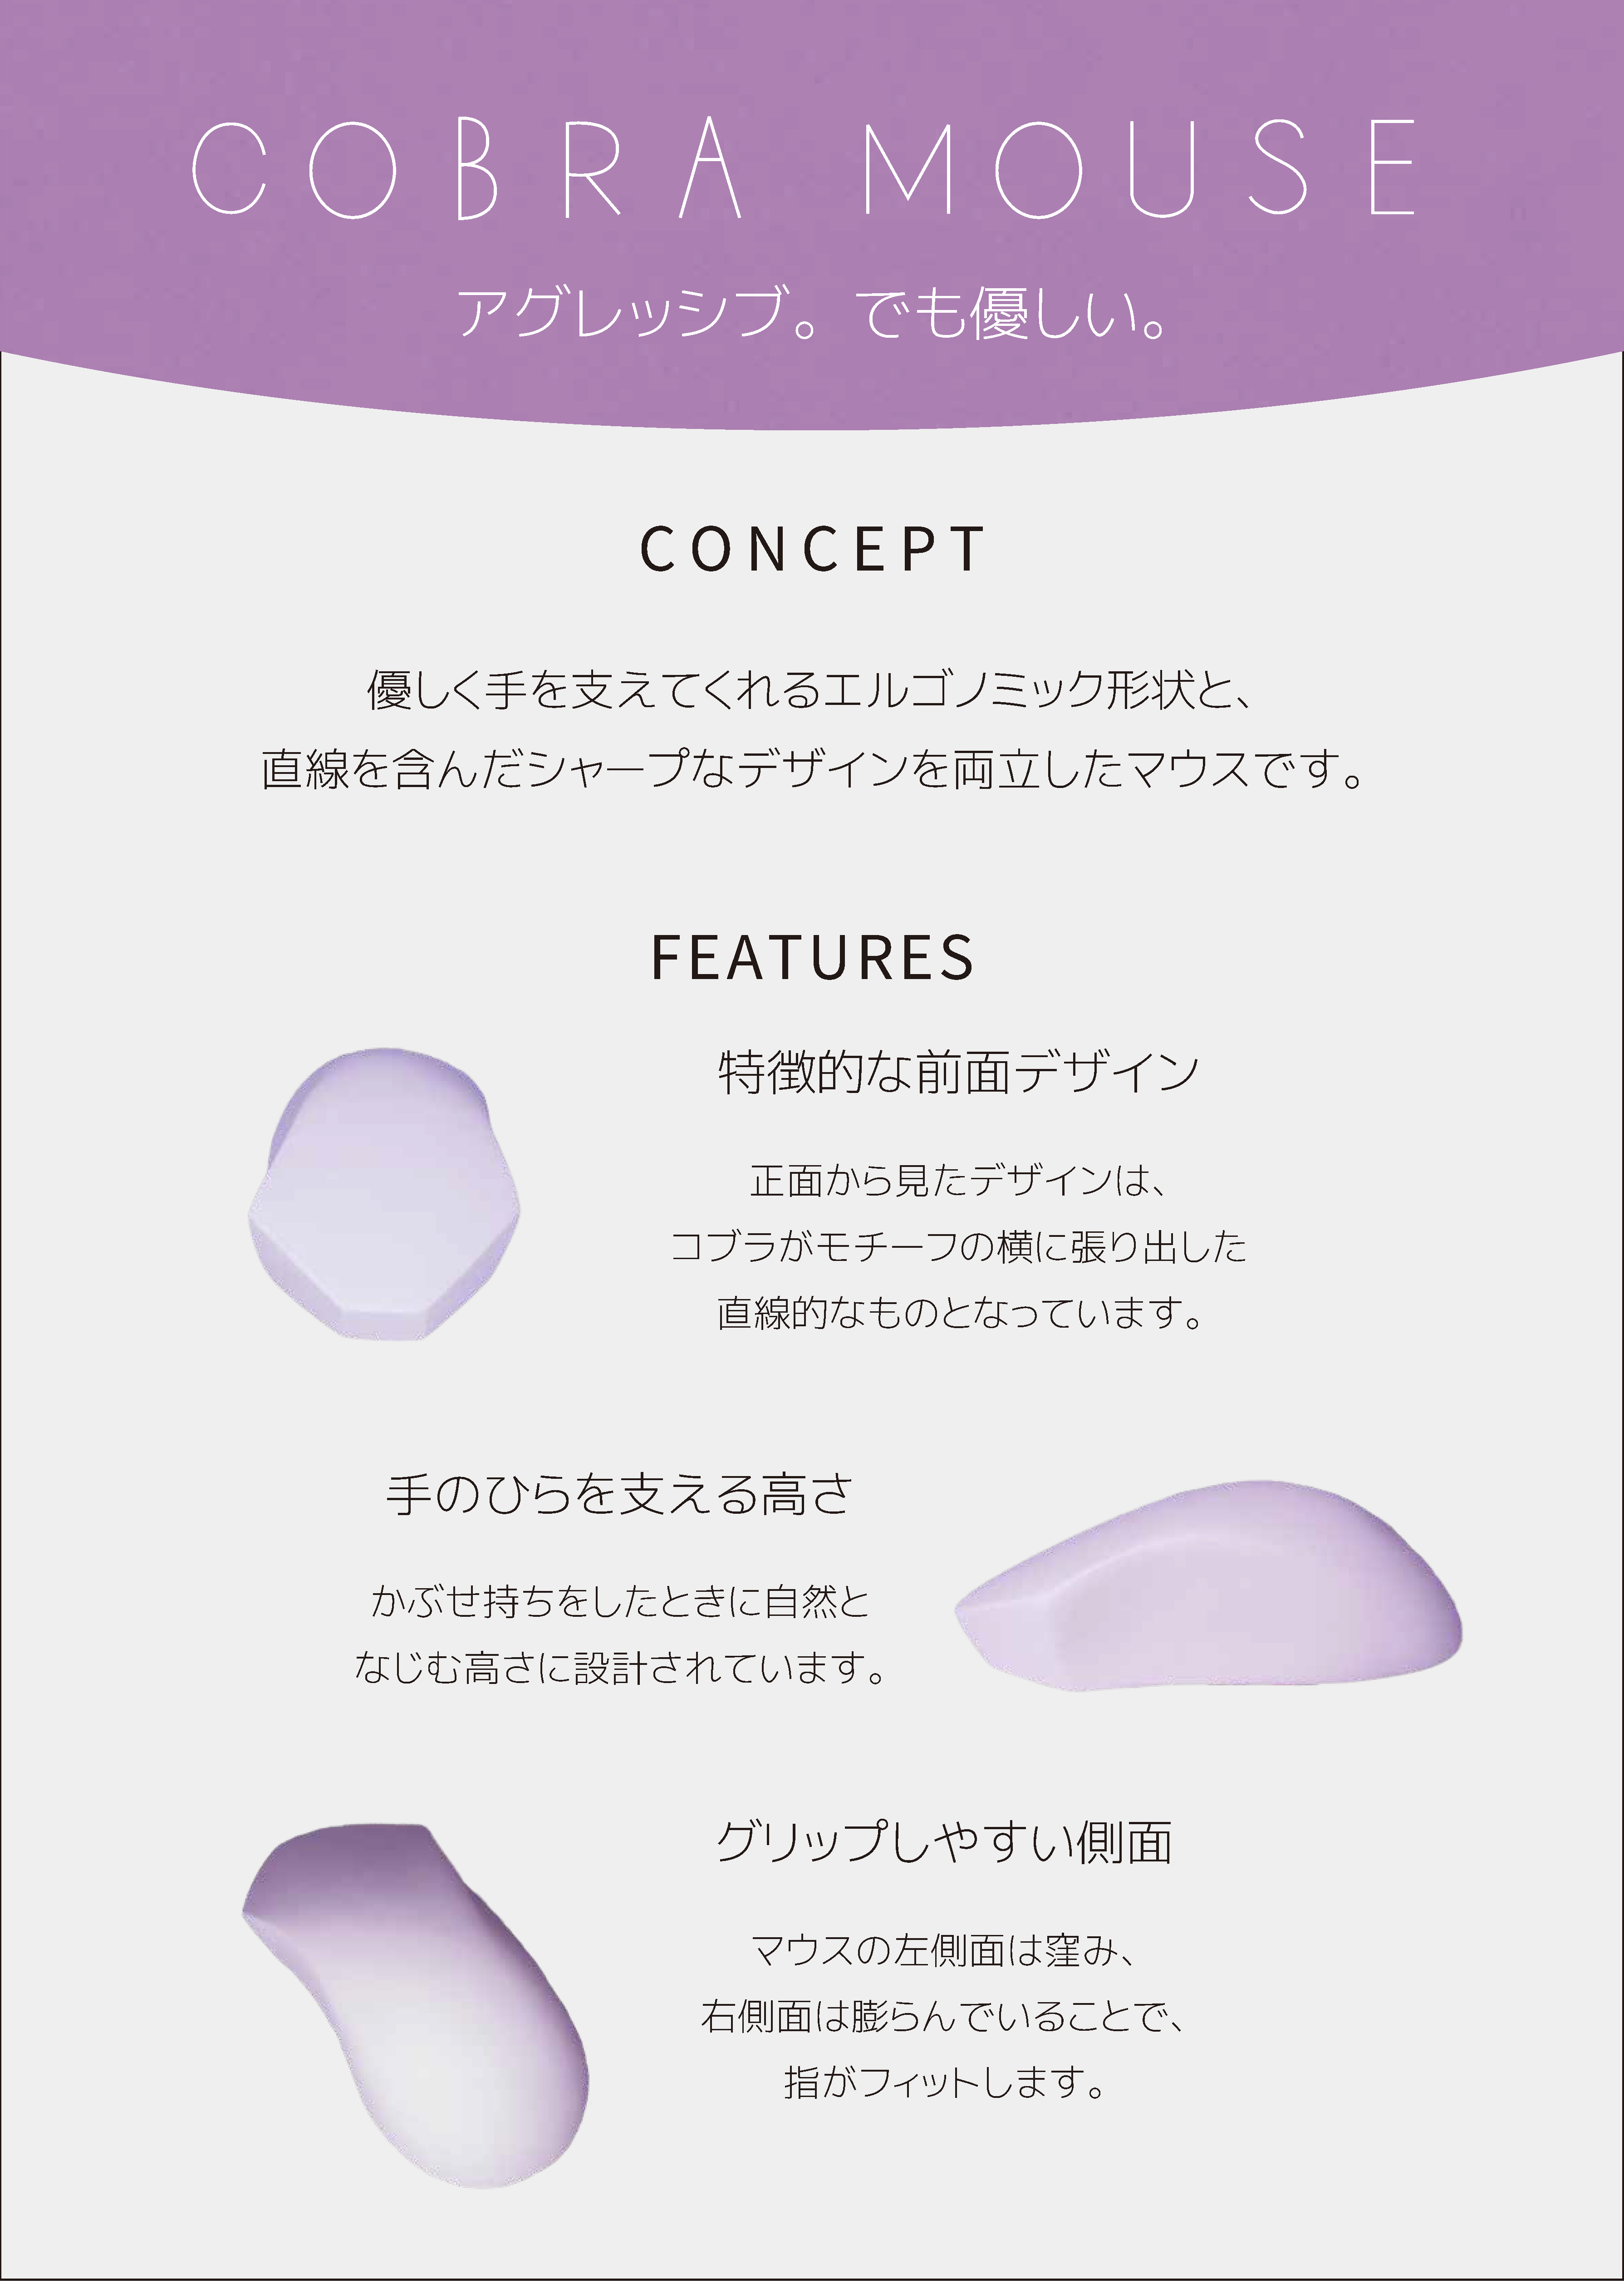 COBRA MOUSE
アグレッシブ。でも優しい。
CONCEPT
優しく手を支えてくれるエルゴノミック形状と、
直線を含んだシャープなデザインを両立したマウスです。
FEATURES
特徴的な前面デザイン
正面から見たデザインは、
コブラがモチーフの横に張り出した
直線的なものとなっています。
手のひらを支える高さ
かぶせ持ちをしたときに自然と
なじむ高さに設計されています。
グリップしやすい側面
マウスの左側面は窪み、
右側面は膨らんでいることで、
指がフィットします。